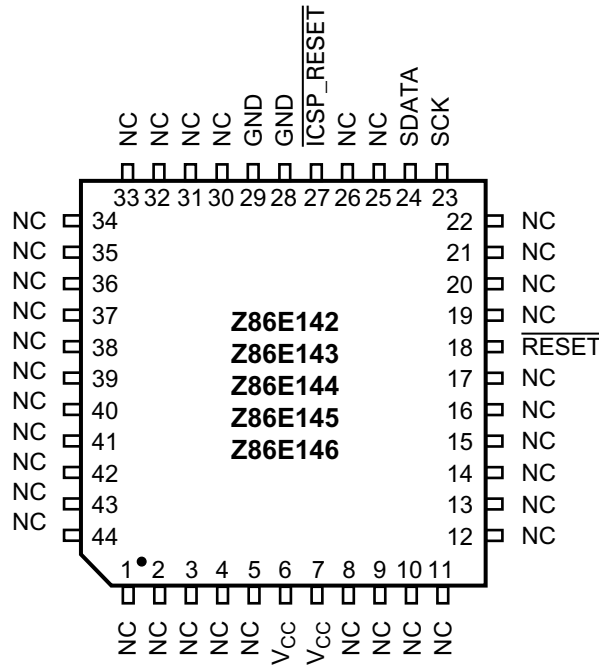 NC NC NC NC GND GND ICSP_RESET NC NC SDATA SCK
33 32 31 30 29 28 27 26 25 24 23
NC 34 22 NC
NC 35 21 NC
NC 36 20 NC
NC 37 19 NC
NC 38 18 RESET
NC 39 17 NC
NC 40 16 NC
NC 41 15 NC
NC 42 14 NC
NC 43 13 NC
NC 44 12 NC
Z86E142
Z86E143
Z86E144
Z86E145
Z86E146
1 2 3 4 5 6 7 8 9 10 11
NC NC NC NC NC VCC VCC NC NC NC NC